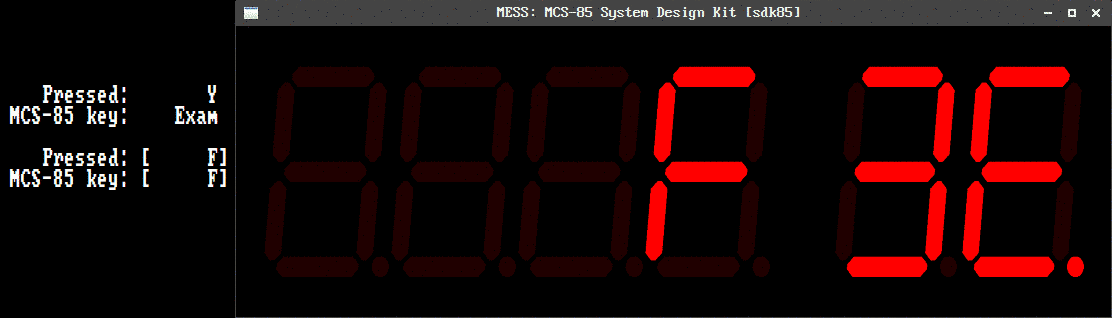 MESS: MCS-85 System Design Kit [sdk85]
Pressed: Y
MCS-85 key: Exam
Pressed: [ F]
MCS-85 key: [ F]
F 3E.